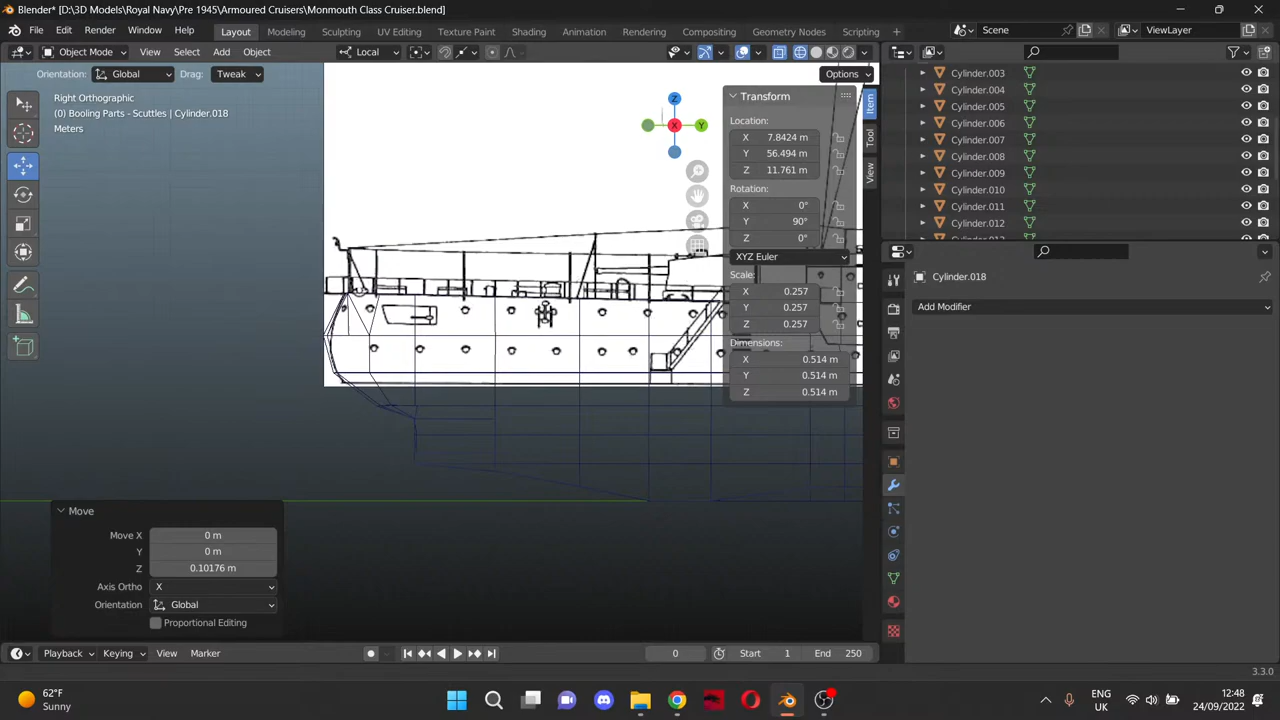 Blender* [D:\3D Models\Royal Navy\Pre 1945\Armoured Cruisers\Monmouth Class Cruiser.blend]
File Edit Render Window Help Layout Modeling Sculpting UV Editing Texture Paint Shading Animation Rendering Compositing Geometry Nodes Scripting + Scene ViewLayer
Object Mode View Select Add Object Local
Orientation: Global Drag: Tweak Options
Right Orthographic
(0) Booling Parts - Scuttles | Cylinder.018
Meters
Z
X
Y
Transform
Location:
X 7.8424 m
Y 56.494 m
Z 11.761 m
Rotation:
X 0°
Y 90°
Z 0°
XYZ Euler
Scale:
X 0.257
Y 0.257
Z 0.257
Dimensions:
X 0.514 m
Y 0.514 m
Z 0.514 m
Item
Tool
View
Cylinder.003
Cylinder.004
Cylinder.005
Cylinder.006
Cylinder.007
Cylinder.008
Cylinder.009
Cylinder.010
Cylinder.011
Cylinder.012
Cylinder.018
Add Modifier
Move
Move X 0 m
Y 0 m
Z 0.10176 m
Axis Ortho X
Orientation Global
Proportional Editing
Playback Keying View Marker 0 Start 1 End 250
3.3.0
62°F
Sunny
ENG
UK
12:48
24/09/2022